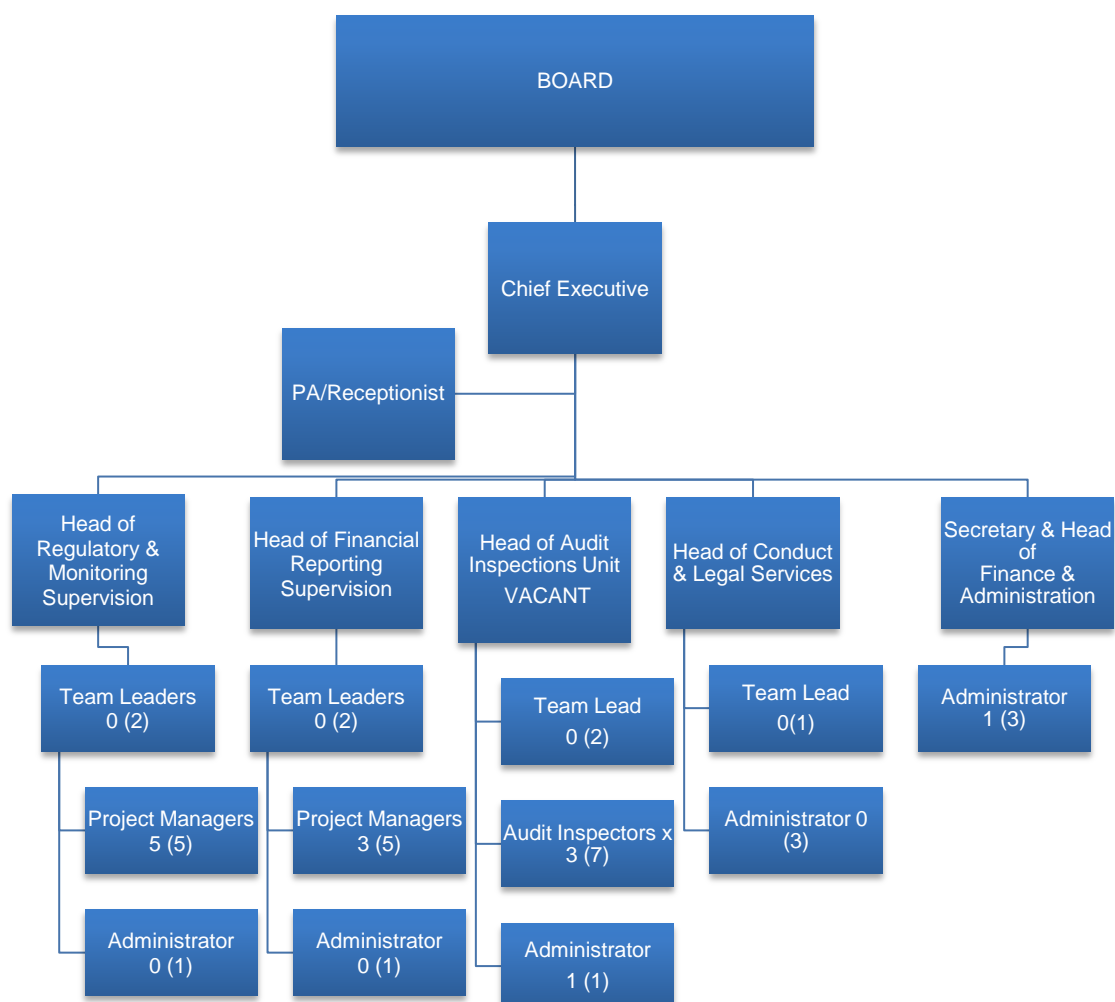 BOARD
Chief Executive
PA/Receptionist
Head of
Regulatory &
Monitoring
Supervision
Head of Financial
Reporting
Supervision
Head of Audit
Inspections Unit
VACANT
Head of Conduct
& Legal Services
Secretary & Head
of
Finance &
Administration
Team Leaders
0 (2)
Team Leaders
0 (2)
Team Lead
0 (2)
Team Lead
0(1)
Administrator
1 (3)
Project Managers
5 (5)
Project Managers
3 (5)
Audit Inspectors x
3 (7)
Administrator 0
(3)
Administrator
0 (1)
Administrator
0 (1)
Administrator
1 (1)